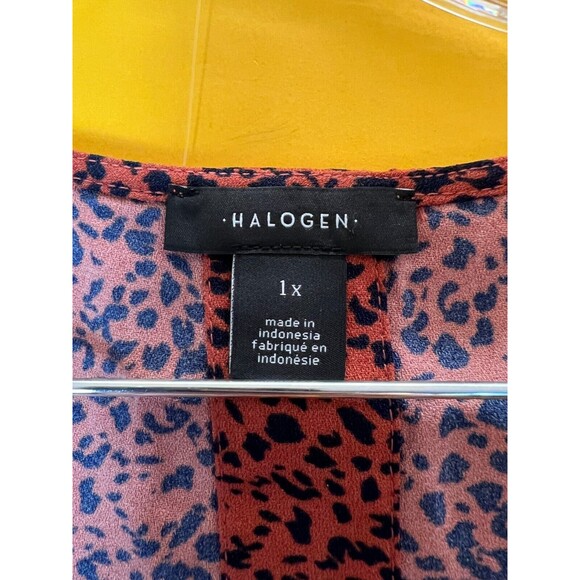 ·HALOGEN·
1x
made in
indonesia
fabriqué en
indonésie